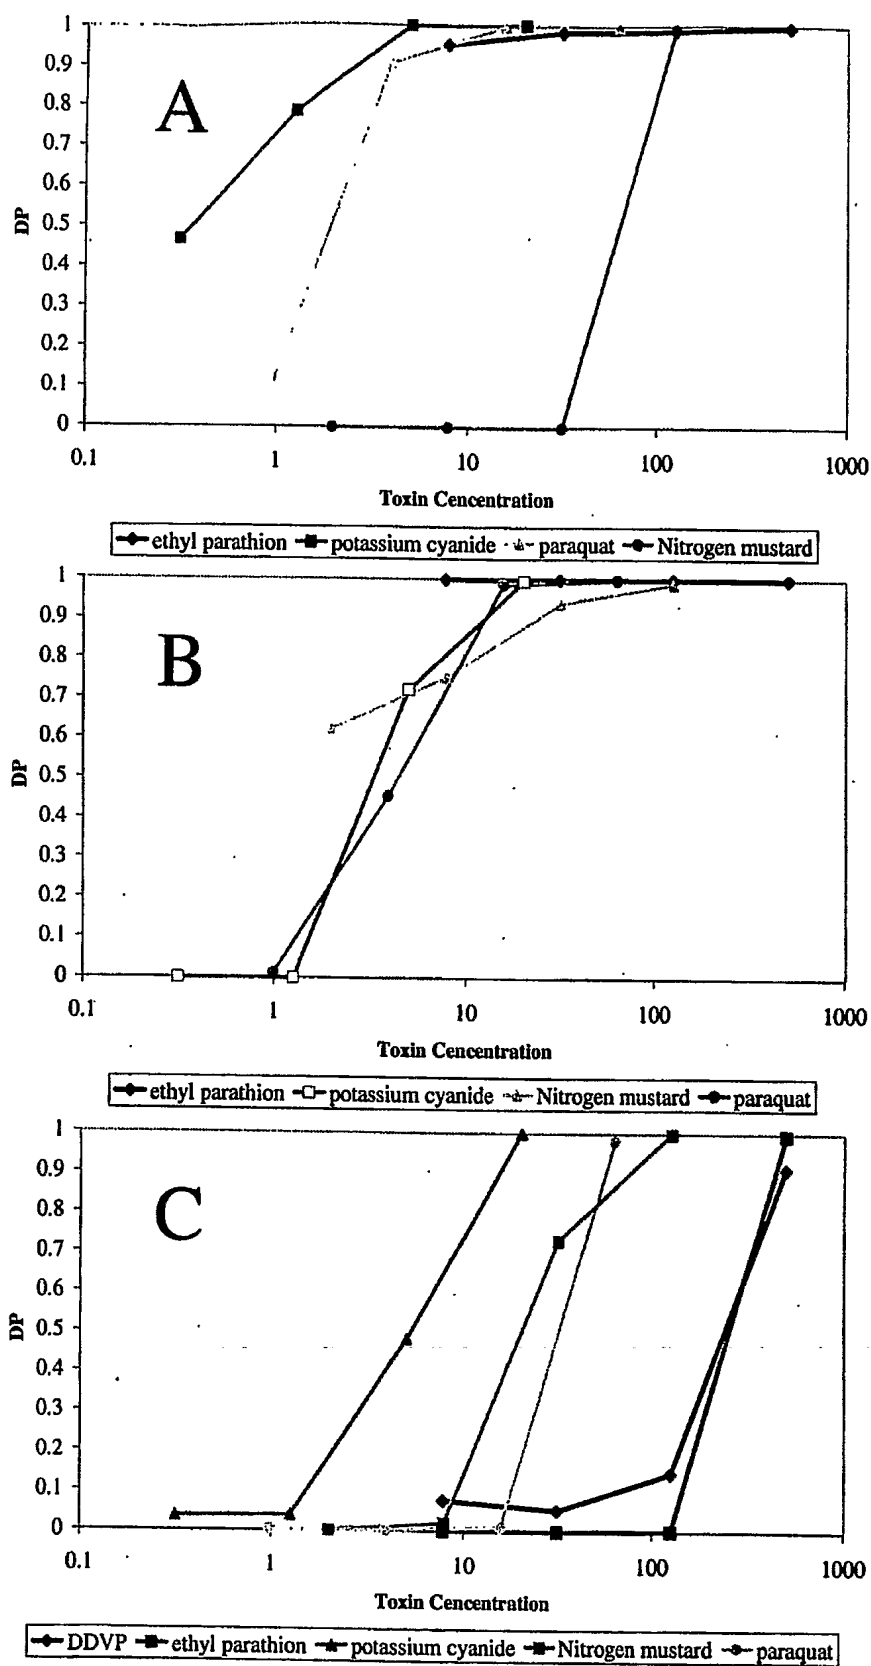 1
0.9
0.8
0.7
0.6
0.5
0.4
0.3
0.2
0.1
0
A
DP
0.1 1 10 100 1000
Toxin Cencentration
ethyl parathion potassium cyanide paraquat Nitrogen mustard
1
0.9
0.8
0.7
0.6
0.5
0.4
0.3
0.2
0.1
0
B
DP
0.1 1 10 100 1000
Toxin Cencentration
ethyl parathion potassium cyanide Nitrogen mustard paraquat
1
0.9
0.8
0.7
0.6
0.5
0.4
0.3
0.2
0.1
0
C
DP
0.1 1 10 100 1000
Toxin Cencentration
DDVP ethyl parathion potassium cyanide Nitrogen mustard paraquat